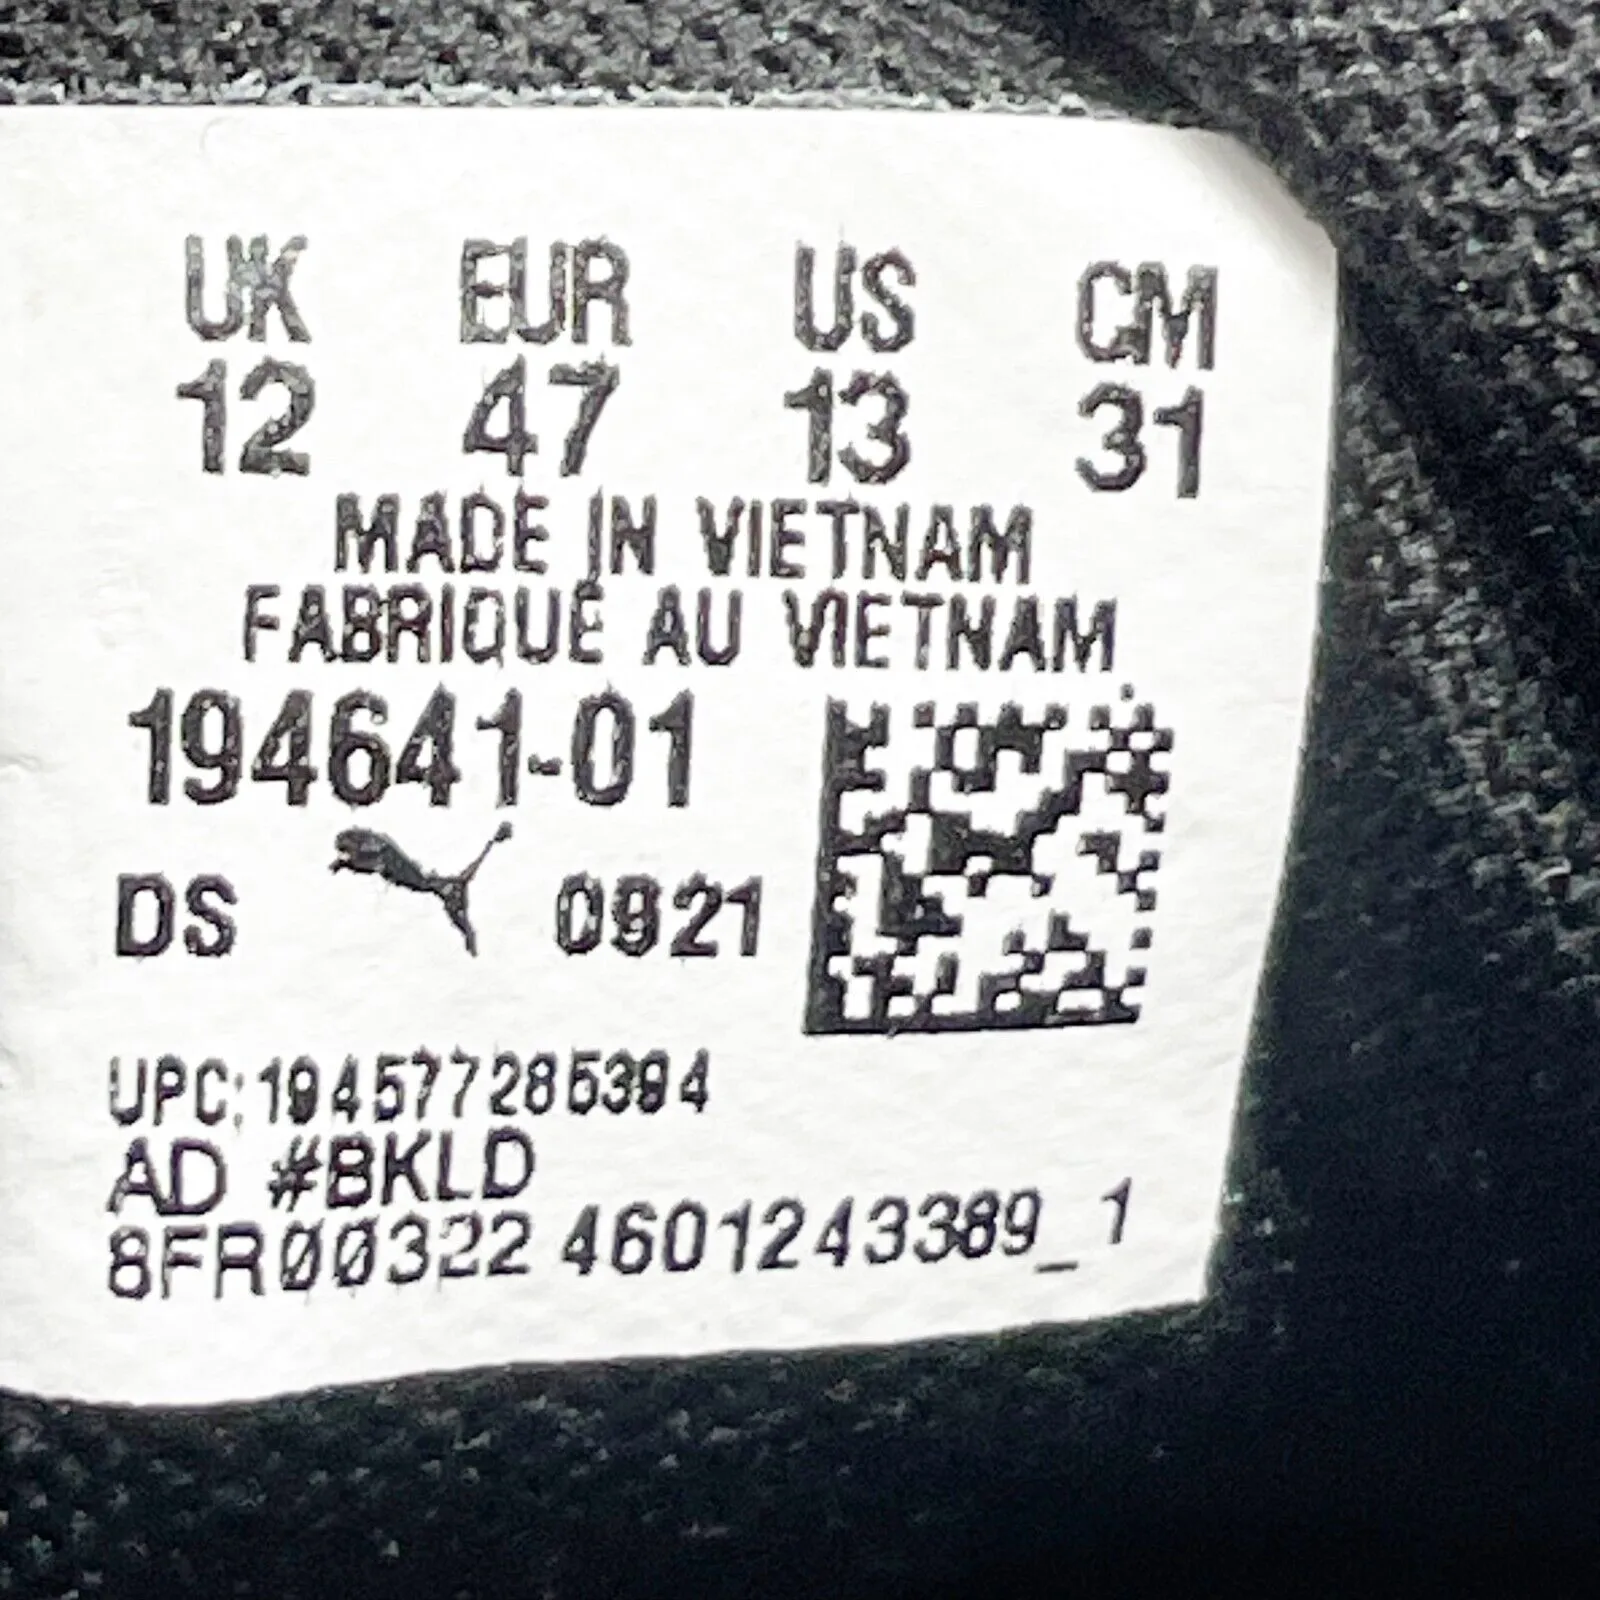 UK EUR US CM
12 47 13 31
MADE IN VIETNAM
FABRIQUÉ AU VIETNAM
194641-01
DS 0921
UPC:194577285394
AD #BKLD
8FR00322 4601243389_1